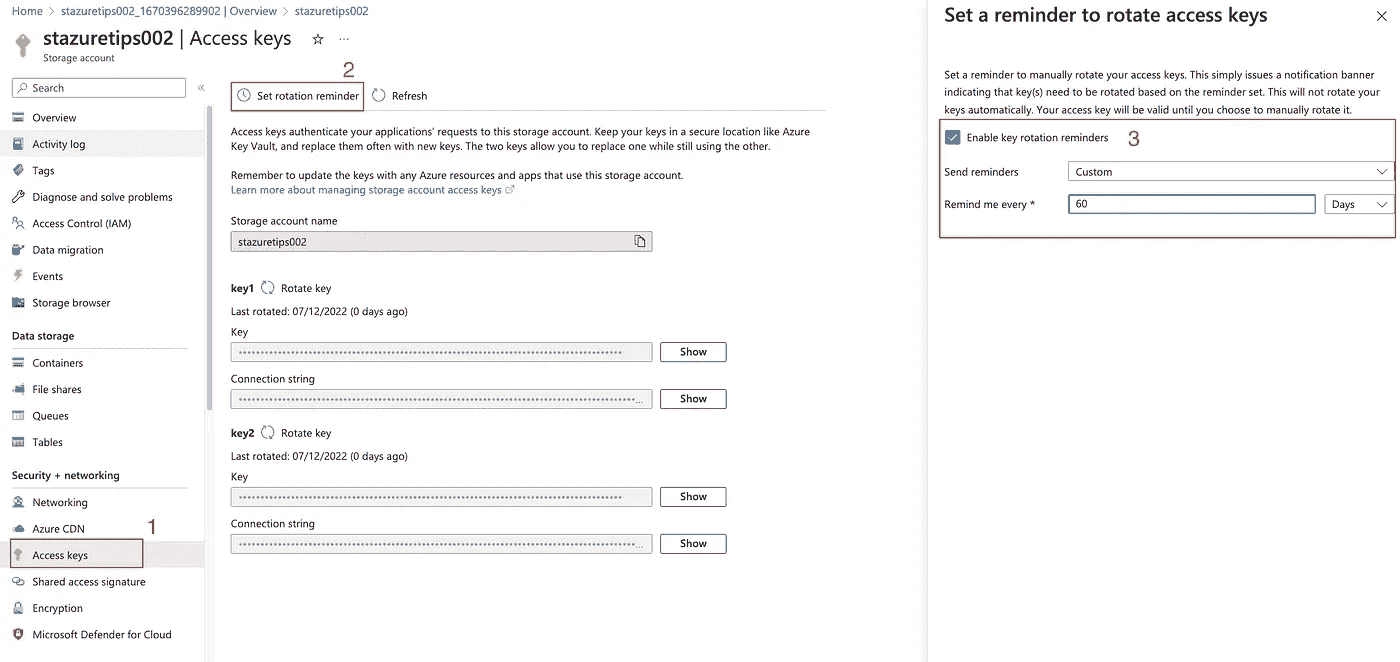 Home > stazuretips002_1670396289902 | Overview > stazuretips002
stazuretips002 | Access keys
Storage account
Search
Overview
Activity log
Tags
Diagnose and solve problems
Access Control (IAM)
Data migration
Events
Storage browser
Data storage
Containers
File shares
Queues
Tables
Security + networking
Networking
Azure CDN
1
Access keys
Shared access signature
Encryption
Microsoft Defender for Cloud
2
Set rotation reminder
Refresh
Access keys authenticate your applications' requests to this storage account. Keep your keys in a secure location like Azure
Key Vault, and replace them often with new keys. The two keys allow you to replace one while still using the other.
Remember to update the keys with any Azure resources and apps that use this storage account.
Learn more about managing storage account access keys
Storage account name
stazuretips002
key1 Rotate key
Last rotated: 07/12/2022 (0 days ago)
Key
Show
Connection string
Show
key2 Rotate key
Last rotated: 07/12/2022 (0 days ago)
Key
Show
Connection string
Show
Set a reminder to rotate access keys
Set a reminder to manually rotate your access keys. This simply issues a notification banner
indicating that key(s) need to be rotated based on the reminder set. This will not rotate your
keys automatically. Your access key will be valid until you choose to manually rotate it.
Enable key rotation reminders 3
Send reminders Custom
Remind me every * 60 Days